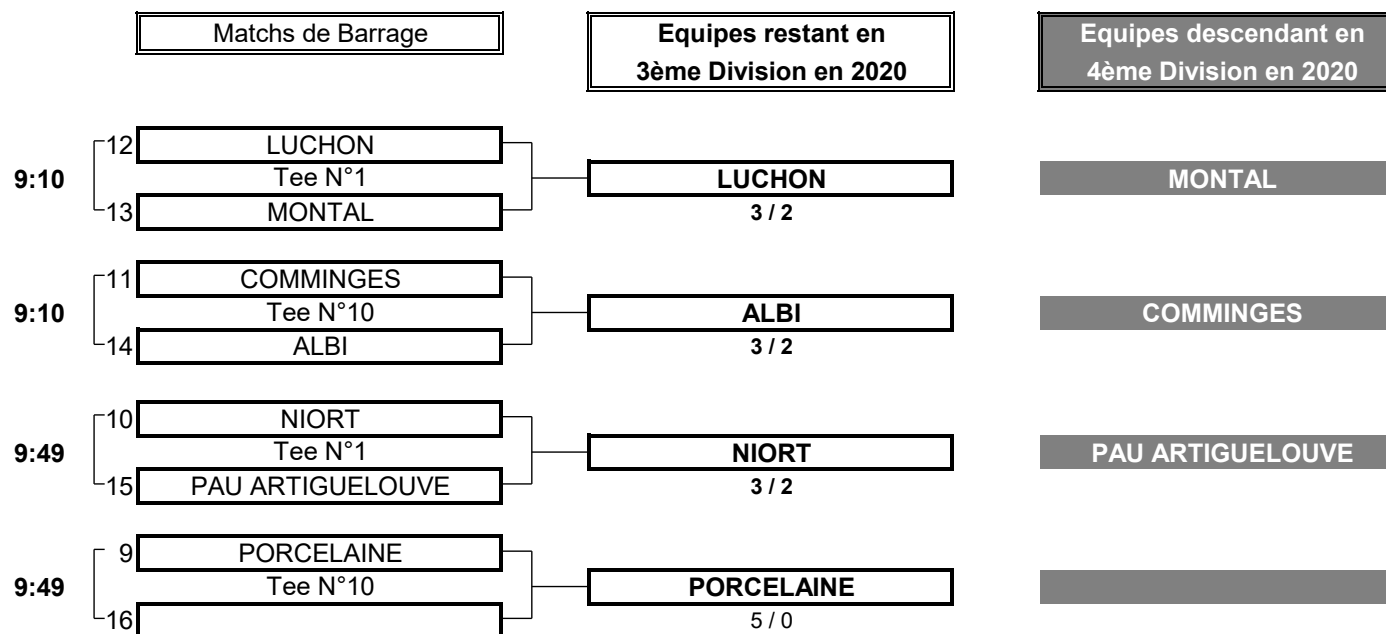 Matchs de Barrage
Equipes restant en
3ème Division en 2020
Equipes descendant en
4ème Division en 2020
12 LUCHON
9:10 Tee N°1 LUCHON MONTAL
13 MONTAL 3 / 2
11 COMMINGES
9:10 Tee N°10 ALBI COMMINGES
14 ALBI 3 / 2
10 NIORT
9:49 Tee N°1 NIORT PAU ARTIGUELOUVE
15 PAU ARTIGUELOUVE 3 / 2
9 PORCELAINE
9:49 Tee N°10 PORCELAINE
16 5 / 0